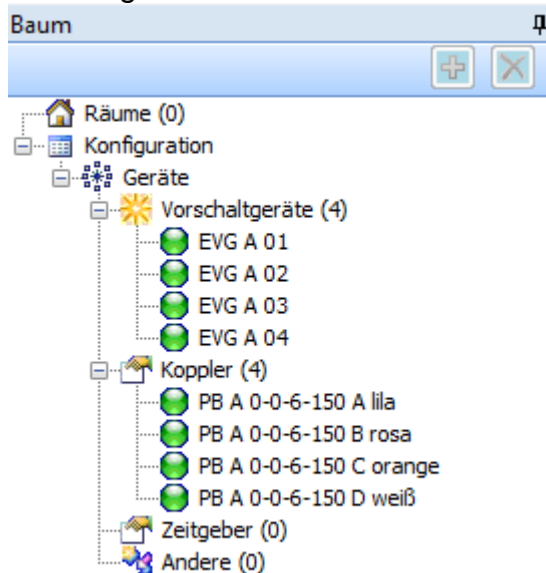 Baum
Räume (0)
Konfiguration
Geräte
Vorschaltgeräte (4)
EVG A 01
EVG A 02
EVG A 03
EVG A 04
Koppler (4)
PB A 0-0-6-150 A lila
PB A 0-0-6-150 B rosa
PB A 0-0-6-150 C orange
PB A 0-0-6-150 D weiß
Zeitgeber (0)
Andere (0)